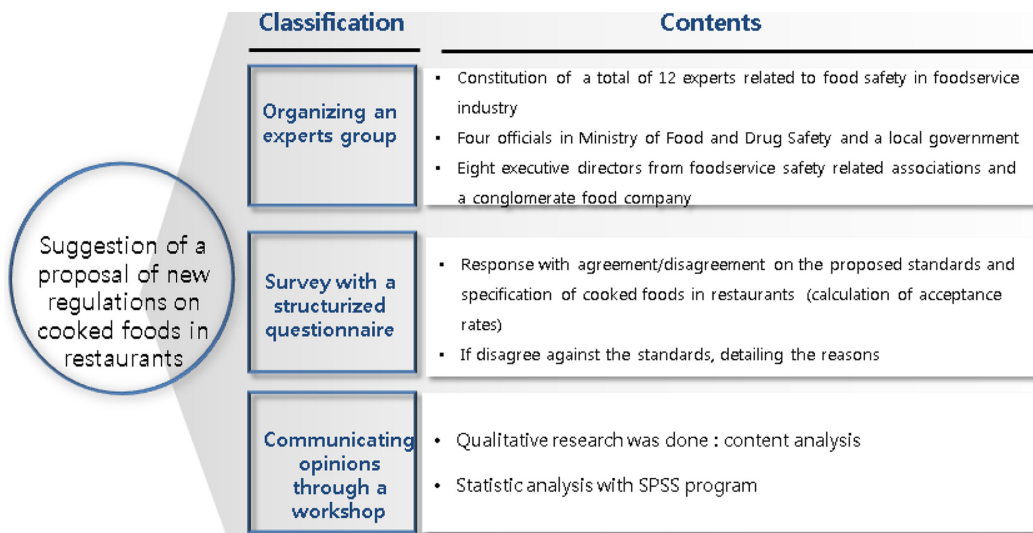 Classification
Contents
Suggestion of a
proposal of new
regulations on
cooked foods in
restaurants
Organizing an
experts group
▪ Constitution of a total of 12 experts related to food safety in foodservice
industry
▪ Four officials in Ministry of Food and Drug Safety and a local government
▪ Eight executive directors from foodservice safety related associations and
a conglomerate food company
Survey with a
structurized
questionnaire
▪ Response with agreement/disagreement on the proposed standards and
specification of cooked foods in restaurants (calculation of acceptance
rates)
▪ If disagree against the standards, detailing the reasons
Communicating
opinions
through a
workshop
• Qualitative research was done : content analysis
• Statistic analysis with SPSS program